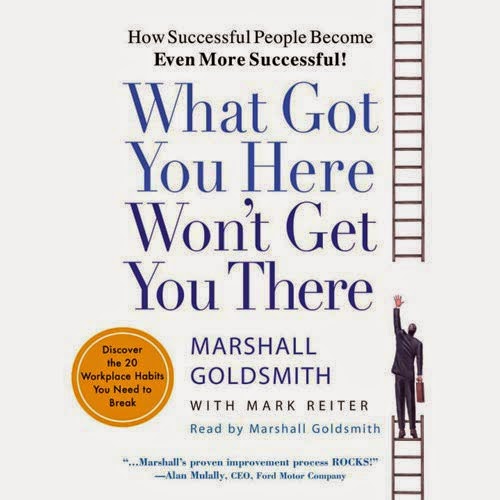 How Successful People Become
Even More Successful!
What Got
You Here
Won't Get
You There
Discover
the 20
Workplace Habits
You Need to
Break
MARSHALL
GOLDSMITH
WITH MARK REITER
Read by Marshall Goldsmith
“...Marshall's proven improvement process ROCKS!”
—Alan Mulally, CEO, Ford Motor Company